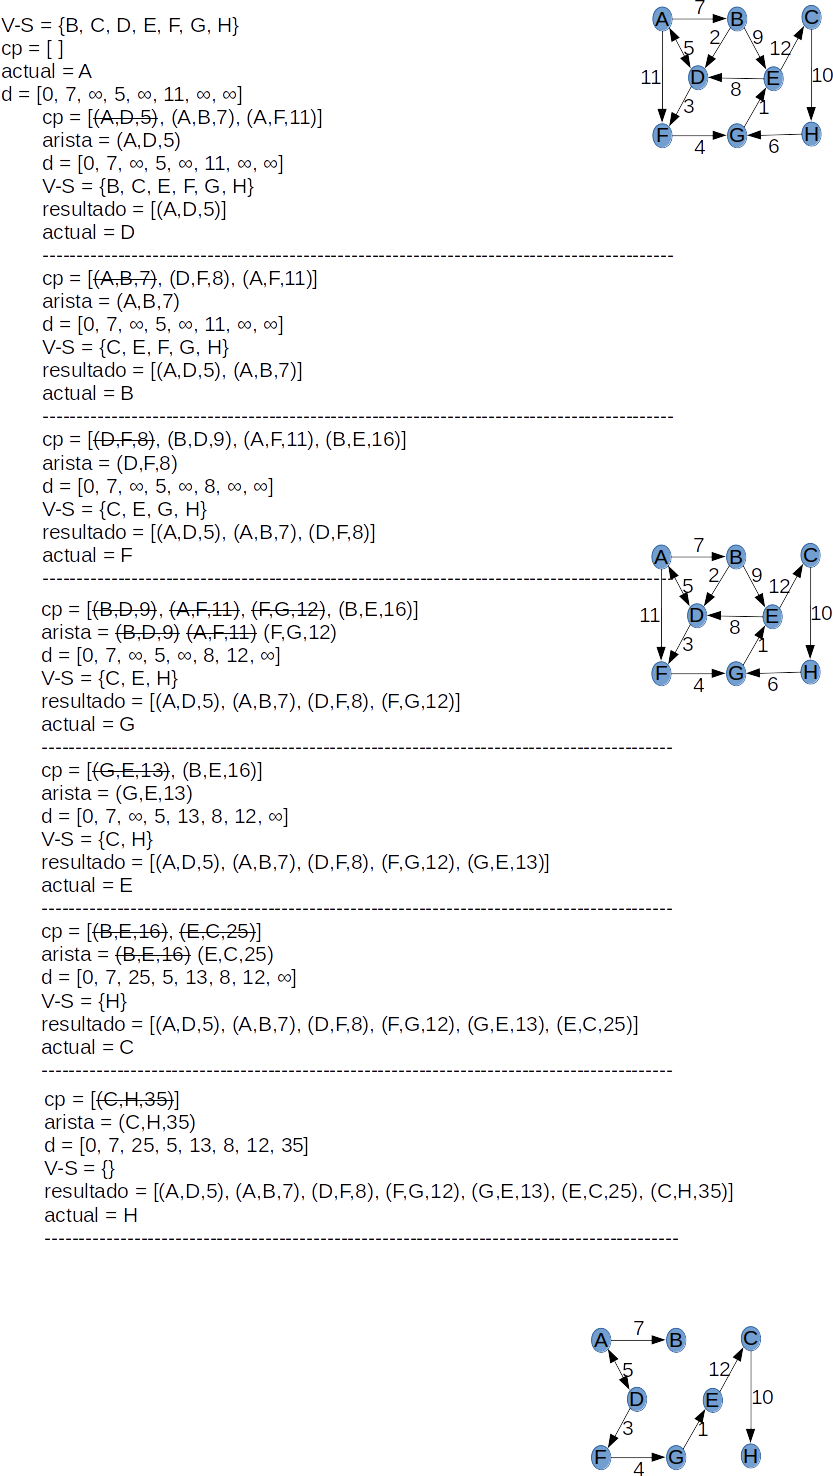 V-S = {B, C, D, E, F, G, H}
cp = [ ]
actual = A
d = [0, 7, ∞, 5, ∞, 11, ∞, ∞]
cp = [(A,D,5), (A,B,7), (A,F,11)]
arista = (A,D,5)
d = [0, 7, ∞, 5, ∞, 11, ∞, ∞]
V-S = {B, C, E, F, G, H}
resultado = [(A,D,5)]
actual = D
A 7 B C
5 2 9 12
11 D 8 E 10
3 1
F 4 G 6 H
cp = [(A,B,7), (D,F,8), (A,F,11)]
arista = (A,B,7)
d = [0, 7, ∞, 5, ∞, 11, ∞, ∞]
V-S = {C, E, F, G, H}
resultado = [(A,D,5), (A,B,7)]
actual = B
cp = [(D,F,8), (B,D,9), (A,F,11), (B,E,16)]
arista = (D,F,8)
d = [0, 7, ∞, 5, ∞, 8, ∞, ∞]
V-S = {C, E, G, H}
resultado = [(A,D,5), (A,B,7), (D,F,8)]
actual = F
cp = [(B,D,9), (A,F,11), (F,G,12), (B,E,16)]
arista = (B,D,9) (A,F,11) (F,G,12)
d = [0, 7, ∞, 5, ∞, 8, 12, ∞]
V-S = {C, E, H}
resultado = [(A,D,5), (A,B,7), (D,F,8), (F,G,12)]
actual = G
A 7 B C
5 2 9 12
11 D 8 E 10
3 1
F 4 G 6 H
cp = [(G,E,13), (B,E,16)]
arista = (G,E,13)
d = [0, 7, ∞, 5, 13, 8, 12, ∞]
V-S = {C, H}
resultado = [(A,D,5), (A,B,7), (D,F,8), (F,G,12), (G,E,13)]
actual = E
cp = [(B,E,16), (E,C,25)]
arista = (B,E,16) (E,C,25)
d = [0, 7, 25, 5, 13, 8, 12, ∞]
V-S = {H}
resultado = [(A,D,5), (A,B,7), (D,F,8), (F,G,12), (G,E,13), (E,C,25)]
actual = C
cp = [(C,H,35)]
arista = (C,H,35)
d = [0, 7, 25, 5, 13, 8, 12, 35]
V-S = {}
resultado = [(A,D,5), (A,B,7), (D,F,8), (F,G,12), (G,E,13), (E,C,25), (C,H,35)]
actual = H
A 7 B C
5 12
D E 10
3 1
F 4 G H